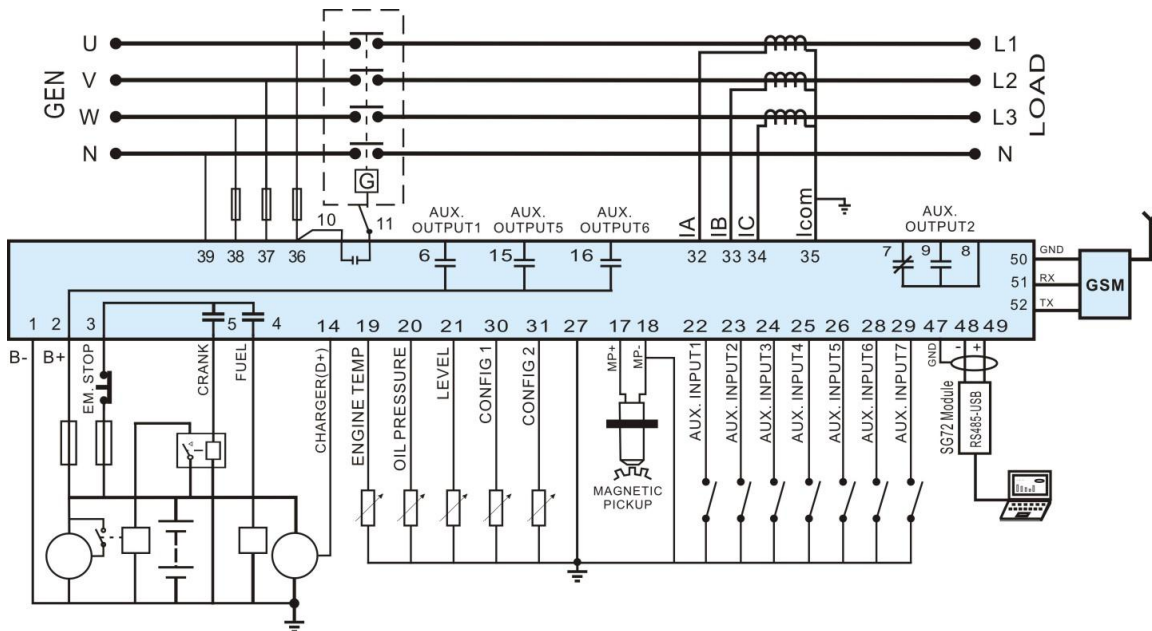 U
L1
GEN
V
L2
LOAD
W
L3
N
N
G
10
11
AUX.
OUTPUT1
AUX.
OUTPUT5
AUX.
OUTPUT6
IA
IB
IC
Icom
AUX.
OUTPUT2
39
38
37
36
6
15
16
32
33
34
35
7
9
8
50
GND
51
RX
52
TX
GSM
1
2
3
5
4
14
19
20
21
30
31
27
17
18
22
23
24
25
26
28
29
47
48
49
B-
B+
EM. STOP
CRANK
FUEL
CHARGER(D+)
ENGINE TEMP
OIL PRESSURE
LEVEL
CONFIG 1
CONFIG 2
MP+
MP-
AUX. INPUT1
AUX. INPUT2
AUX. INPUT3
AUX. INPUT4
AUX. INPUT5
AUX. INPUT6
AUX. INPUT7
GND
-
+
SG72 Module
RS485-USB
MAGNETIC
PICKUP